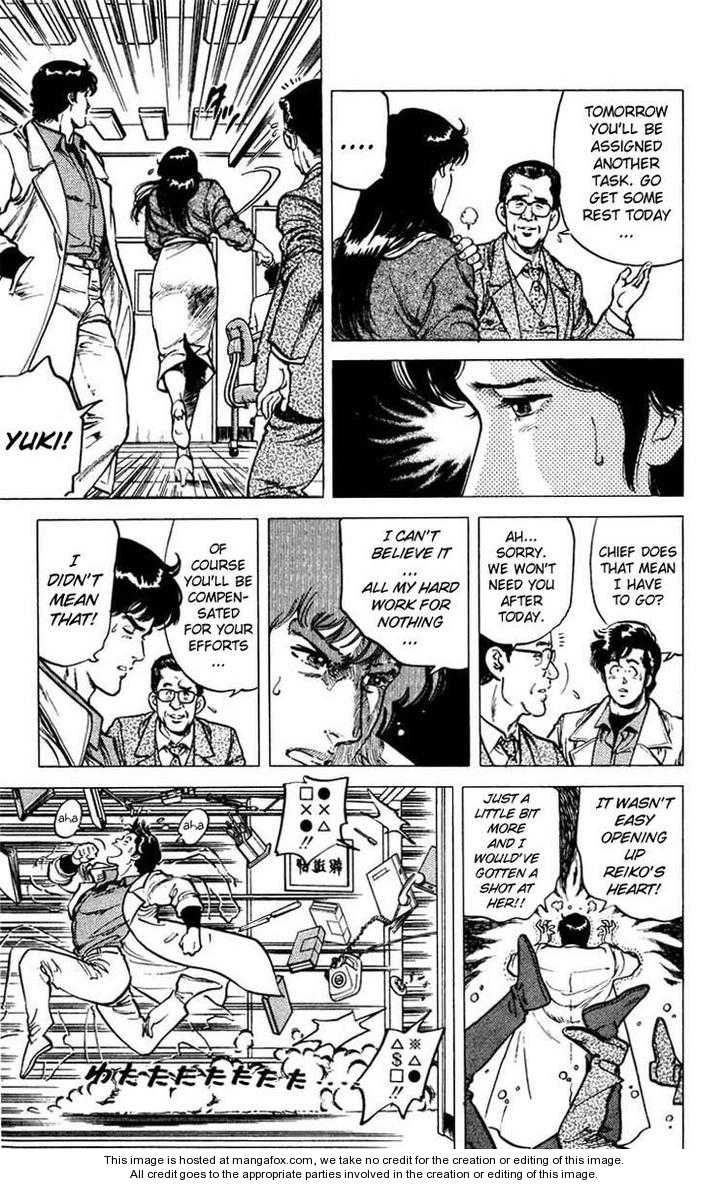 TOMORROW
YOU'LL BE
ASSIGNED
ANOTHER
TASK. GO
GET SOME
REST TODAY
...
....
YUKI!
CHIEF DOES
THAT MEAN
I HAVE
TO GO?
AH...
SORRY.
WE WON'T
NEED YOU
AFTER
TODAY.
I CAN'T
BELIEVE IT
...
ALL MY HARD
WORK FOR
NOTHING
...
OF
COURSE
YOU'LL BE
COMPEN-
SATED
FOR YOUR
EFFORTS
...
I
DIDN'T
MEAN
THAT!
IT WASN'T
EASY
OPENING
UP
REIKO'S
HEART!
JUST A
LITTLE BIT
MORE
AND I
WOULD'VE
GOTTEN A
SHOT AT
HER!!
□●
××
●△
!!
aha
aha
△※
$△
□●
!!
This image is hosted at mangafox.com, we take no credit for the creation or editing of this image.
All credit goes to the appropriate parties involved in the creation or editing of this image.